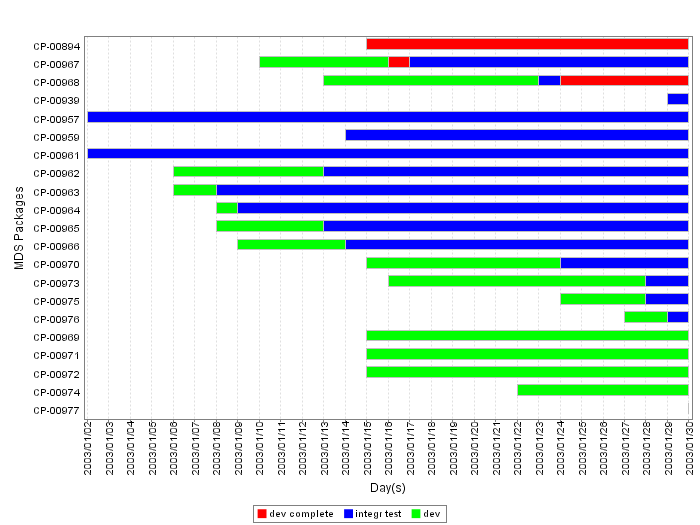 CP-00894
CP-00967
CP-00968
CP-00939
CP-00957
CP-00959
CP-00961
CP-00962
CP-00963
CP-00964
CP-00965
CP-00966
CP-00970
CP-00973
CP-00975
CP-00976
CP-00969
CP-00971
CP-00972
CP-00974
CP-00977
MDS Packages
2003/01/02
2003/01/03
2003/01/04
2003/01/05
2003/01/06
2003/01/07
2003/01/08
2003/01/09
2003/01/10
2003/01/11
2003/01/12
2003/01/13
2003/01/14
2003/01/15
2003/01/16
2003/01/17
2003/01/18
2003/01/19
2003/01/20
2003/01/21
2003/01/22
2003/01/23
2003/01/24
2003/01/25
2003/01/26
2003/01/27
2003/01/28
2003/01/29
2003/01/30
Day(s)
dev complete integr test dev